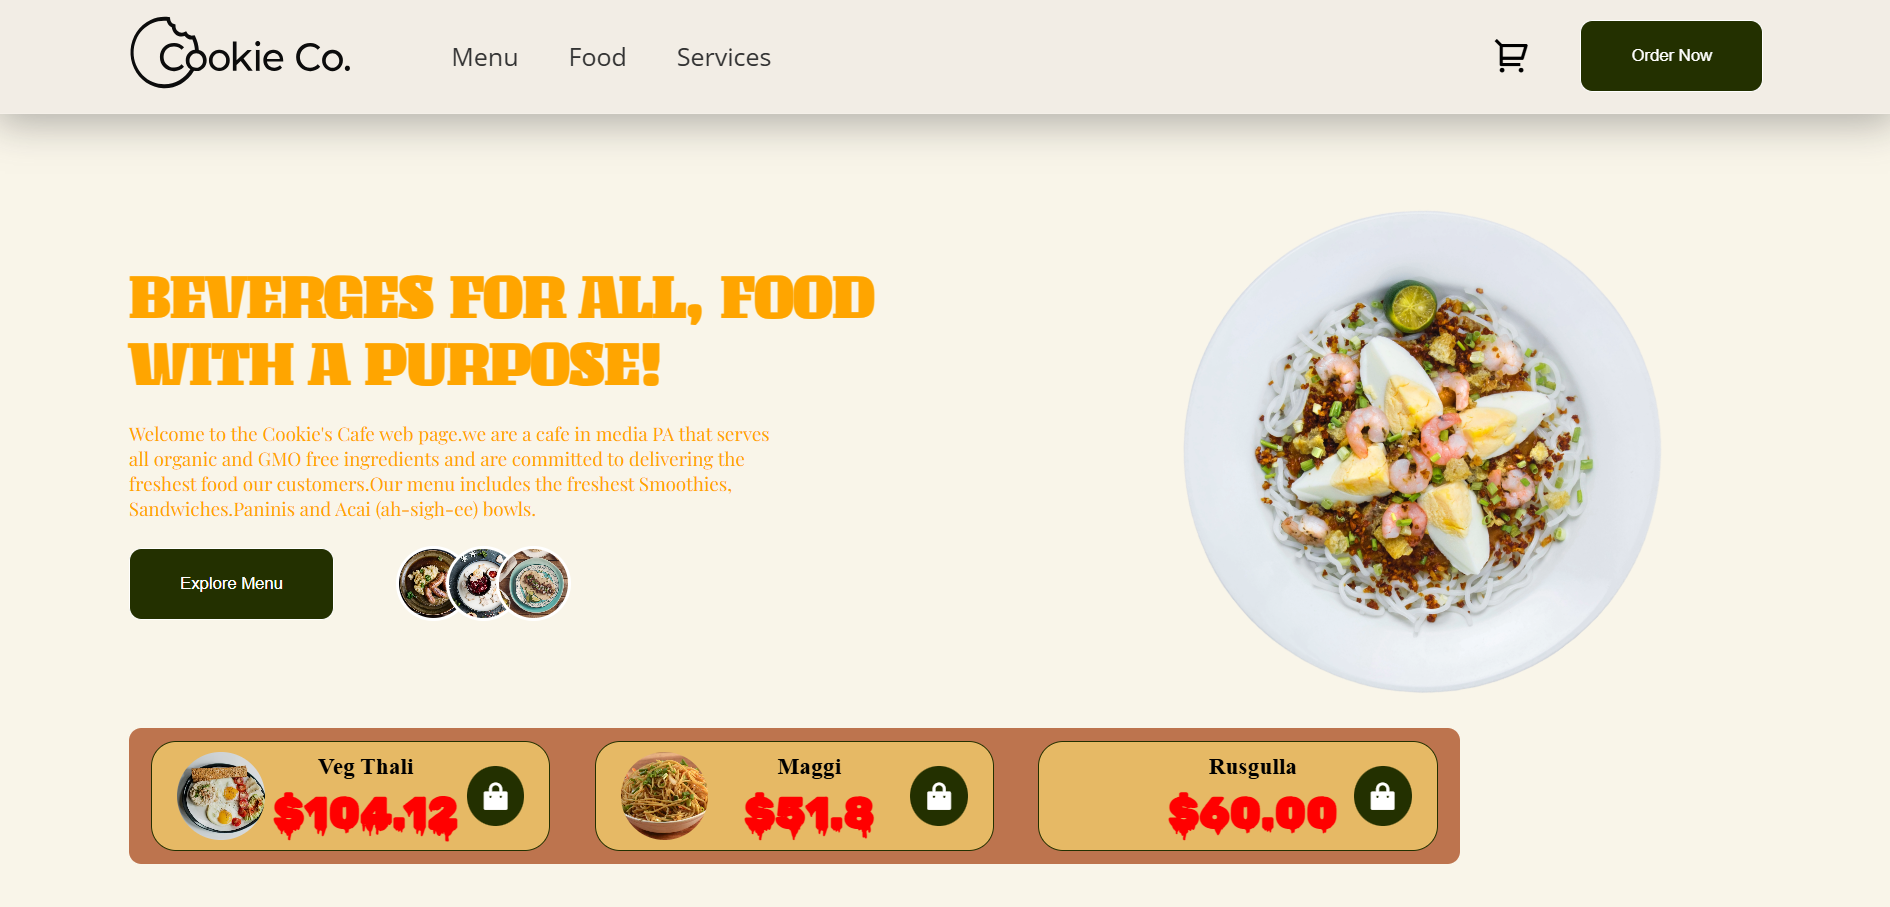 Cookie Co.
Menu
Food
Services
Order Now
BEVERGES FOR ALL, FOOD
WITH A PURPOSE!
Welcome to the Cookie's Cafe web page.we are a cafe in media PA that serves
all organic and GMO free ingredients and are committed to delivering the
freshest food our customers.Our menu includes the freshest Smoothies,
Sandwiches.Paninis and Acai (ah-sigh-ee) bowls.
Explore Menu
Veg Thali
$104.12
Maggi
$51.8
Rusgulla
$60.00